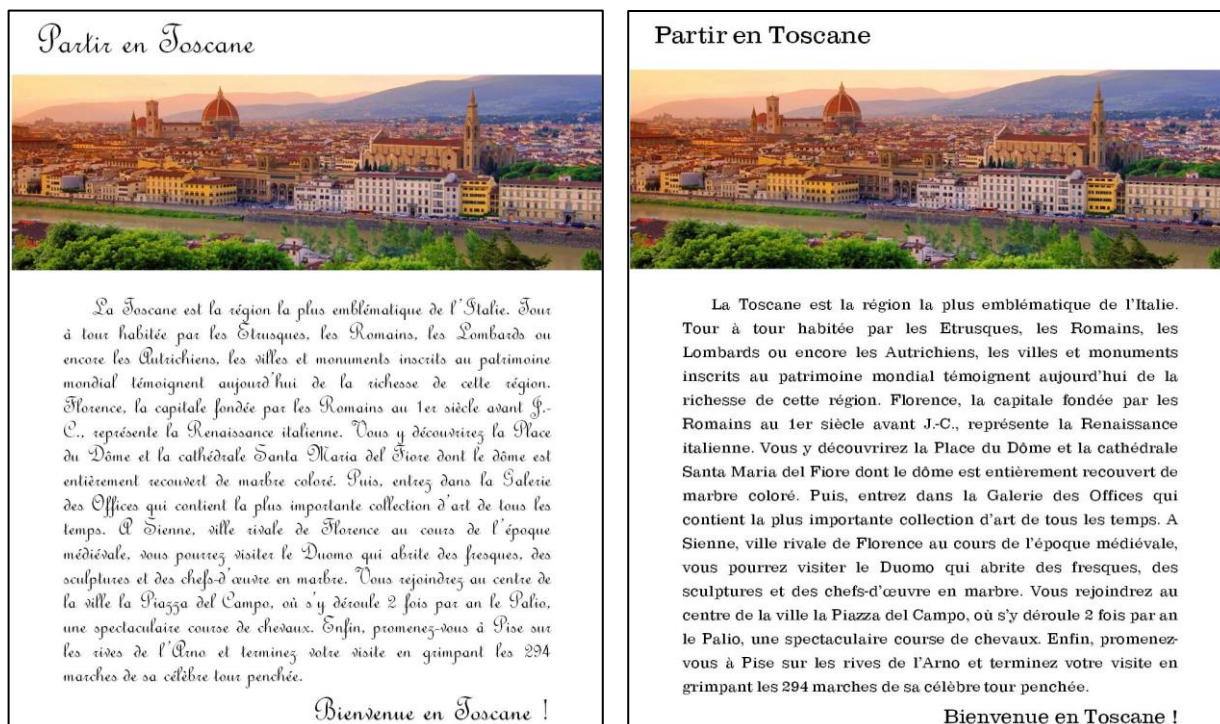 Partir en Toscane
La Toscane est la région la plus emblématique de l'Italie. Tour
à tour habitée par les Etrusques, les Romains, les Lombards ou
encore les Autrichiens, les villes et monuments inscrits au patrimoine
mondial témoignent aujourd'hui de la richesse de cette région.
Florence, la capitale fondée par les Romains au 1er siècle avant J.-
C., représente la Renaissance italienne. Vous y découvrirez la Place
du Dôme et la cathédrale Santa Maria del Fiore dont le dôme est
entièrement recouvert de marbre coloré. Puis, entrez dans la Galerie
des Offices qui contient la plus importante collection d'art de tous les
temps. A Sienne, ville rivale de Florence au cours de l'époque
médiévale, vous pourrez visiter le Duomo qui abrite des fresques, des
sculptures et des chefs-d'œuvre en marbre. Vous rejoindrez au centre de
la ville la Piazza del Campo, où s'y déroule 2 fois par an le Palio,
une spectaculaire course de chevaux. Enfin, promenez-vous à Pise sur
les rives de l'Arno et terminez votre visite en grimpant les 294
marches de sa célèbre tour penchée.
Bienvenue en Toscane !
Partir en Toscane
La Toscane est la région la plus emblématique de l'Italie.
Tour à tour habitée par les Etrusques, les Romains, les
Lombards ou encore les Autrichiens, les villes et monuments
inscrits au patrimoine mondial témoignent aujourd'hui de la
richesse de cette région. Florence, la capitale fondée par les
Romains au 1er siècle avant J.-C., représente la Renaissance
italienne. Vous y découvrirez la Place du Dôme et la cathédrale
Santa Maria del Fiore dont le dôme est entièrement recouvert de
marbre coloré. Puis, entrez dans la Galerie des Offices qui
contient la plus importante collection d'art de tous les temps. A
Sienne, ville rivale de Florence au cours de l'époque médiévale,
vous pourrez visiter le Duomo qui abrite des fresques, des
sculptures et des chefs-d'œuvre en marbre. Vous rejoindrez au
centre de la ville la Piazza del Campo, où s'y déroule 2 fois par an
le Palio, une spectaculaire course de chevaux. Enfin, promenez-
vous à Pise sur les rives de l'Arno et terminez votre visite en
grimpant les 294 marches de sa célèbre tour penchée.
Bienvenue en Toscane !